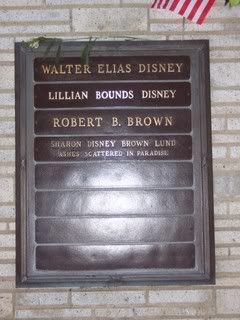 WALTER ELIAS DISNEY
LILLIAN BOUNDS DISNEY
ROBERT B. BROWN
SHARON DISNEY BROWN LUND
ASHES SCATTERED IN PARADISE